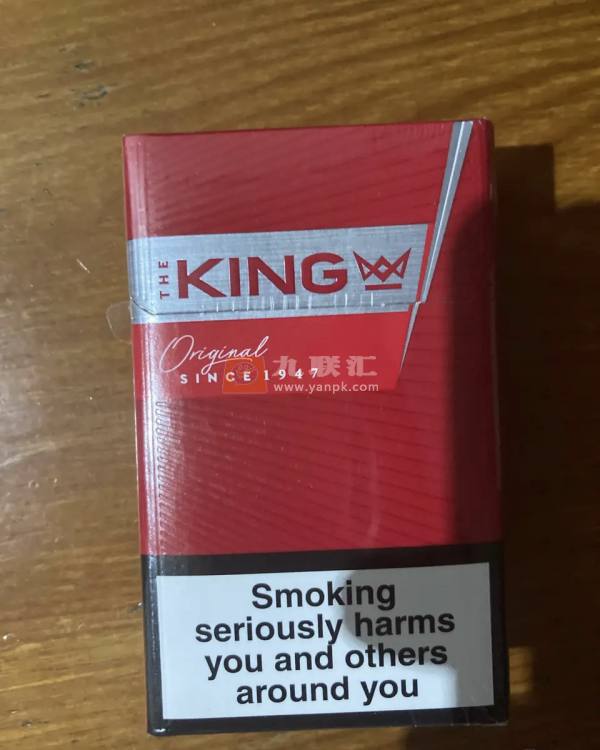 THE
KING
Original
SINCE 1947
九联汇
www.yanpk.com
Smoking
seriously harms
you and others
around you